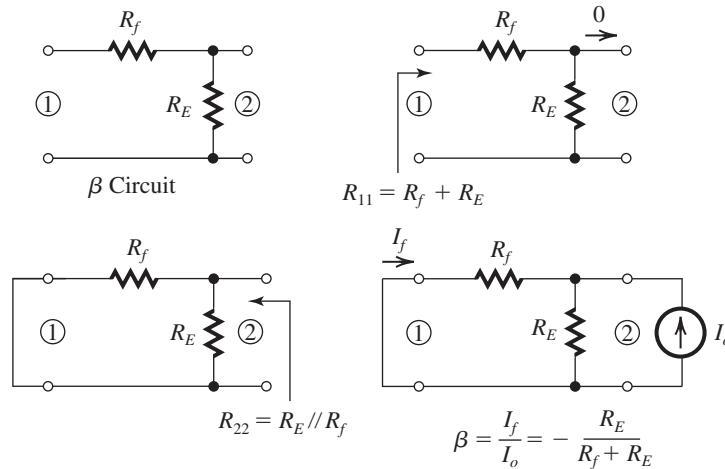 R_f
R_E
①
②
β Circuit
R_f
0
R_E
①
②
R_11 = R_f + R_E
R_f
R_E
①
②
R_22 = R_E // R_f
I_f
R_f
R_E
①
②
β = I_f / I_o = − R_E / (R_f + R_E)